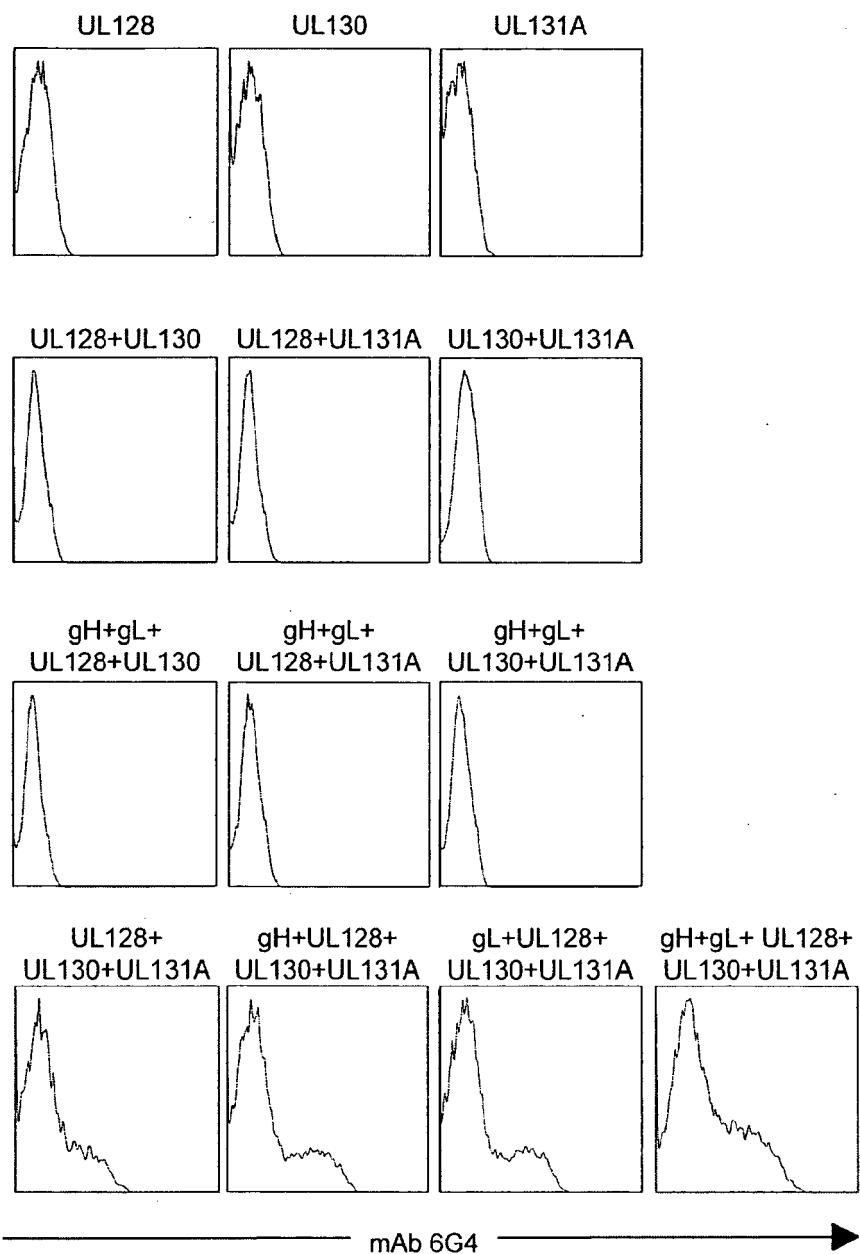 UL128 UL130 UL131A
UL128+UL130 UL128+UL131A UL130+UL131A
gH+gL+ gH+gL+ gH+gL+
UL128+UL130 UL128+UL131A UL130+UL131A
UL128+ gH+UL128+ gL+UL128+ gH+gL+ UL128+
UL130+UL131A UL130+UL131A UL130+UL131A UL130+UL131A
mAb 6G4